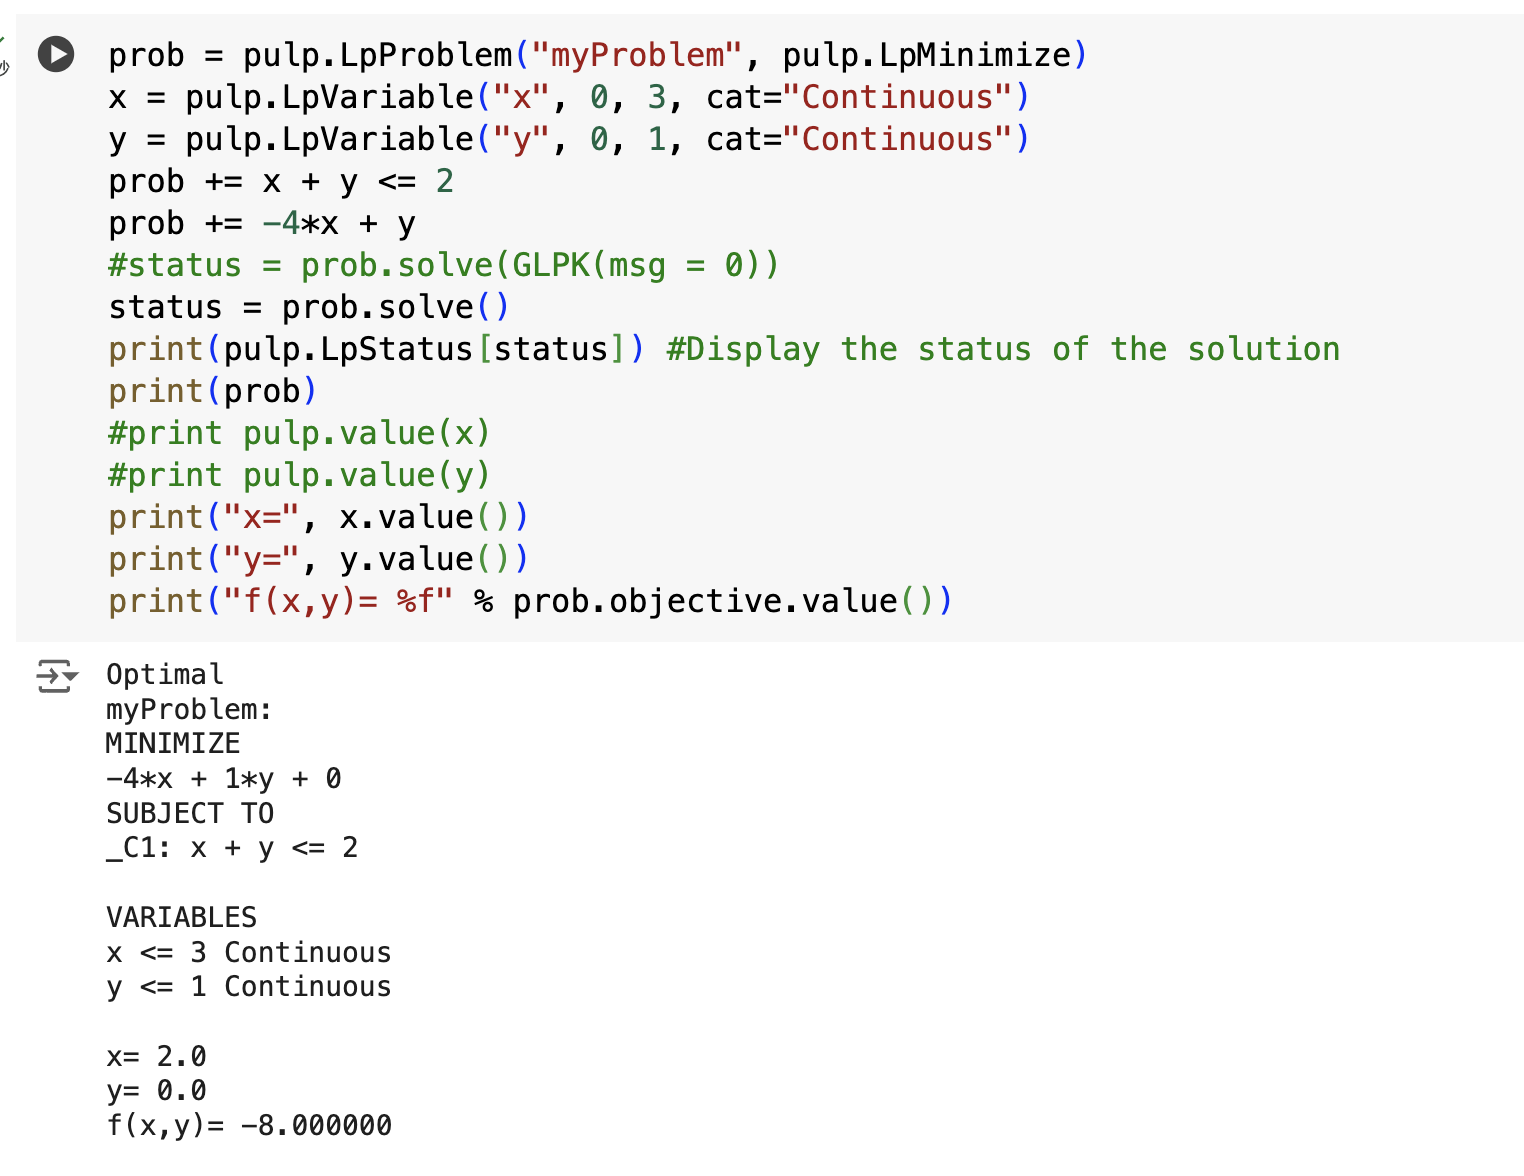 prob = pulp.LpProblem("myProblem", pulp.LpMinimize)
x = pulp.LpVariable("x", 0, 3, cat="Continuous")
y = pulp.LpVariable("y", 0, 1, cat="Continuous")
prob += x + y <= 2
prob += -4*x + y
#status = prob.solve(GLPK(msg = 0))
status = prob.solve()
print(pulp.LpStatus[status]) #Display the status of the solution
print(prob)
#print pulp.value(x)
#print pulp.value(y)
print("x=", x.value())
print("y=", y.value())
print("f(x,y)= %f" % prob.objective.value())
Optimal
myProblem:
MINIMIZE
-4*x + 1*y + 0
SUBJECT TO
_C1: x + y <= 2
VARIABLES
x <= 3 Continuous
y <= 1 Continuous
x= 2.0
y= 0.0
f(x,y)= -8.000000